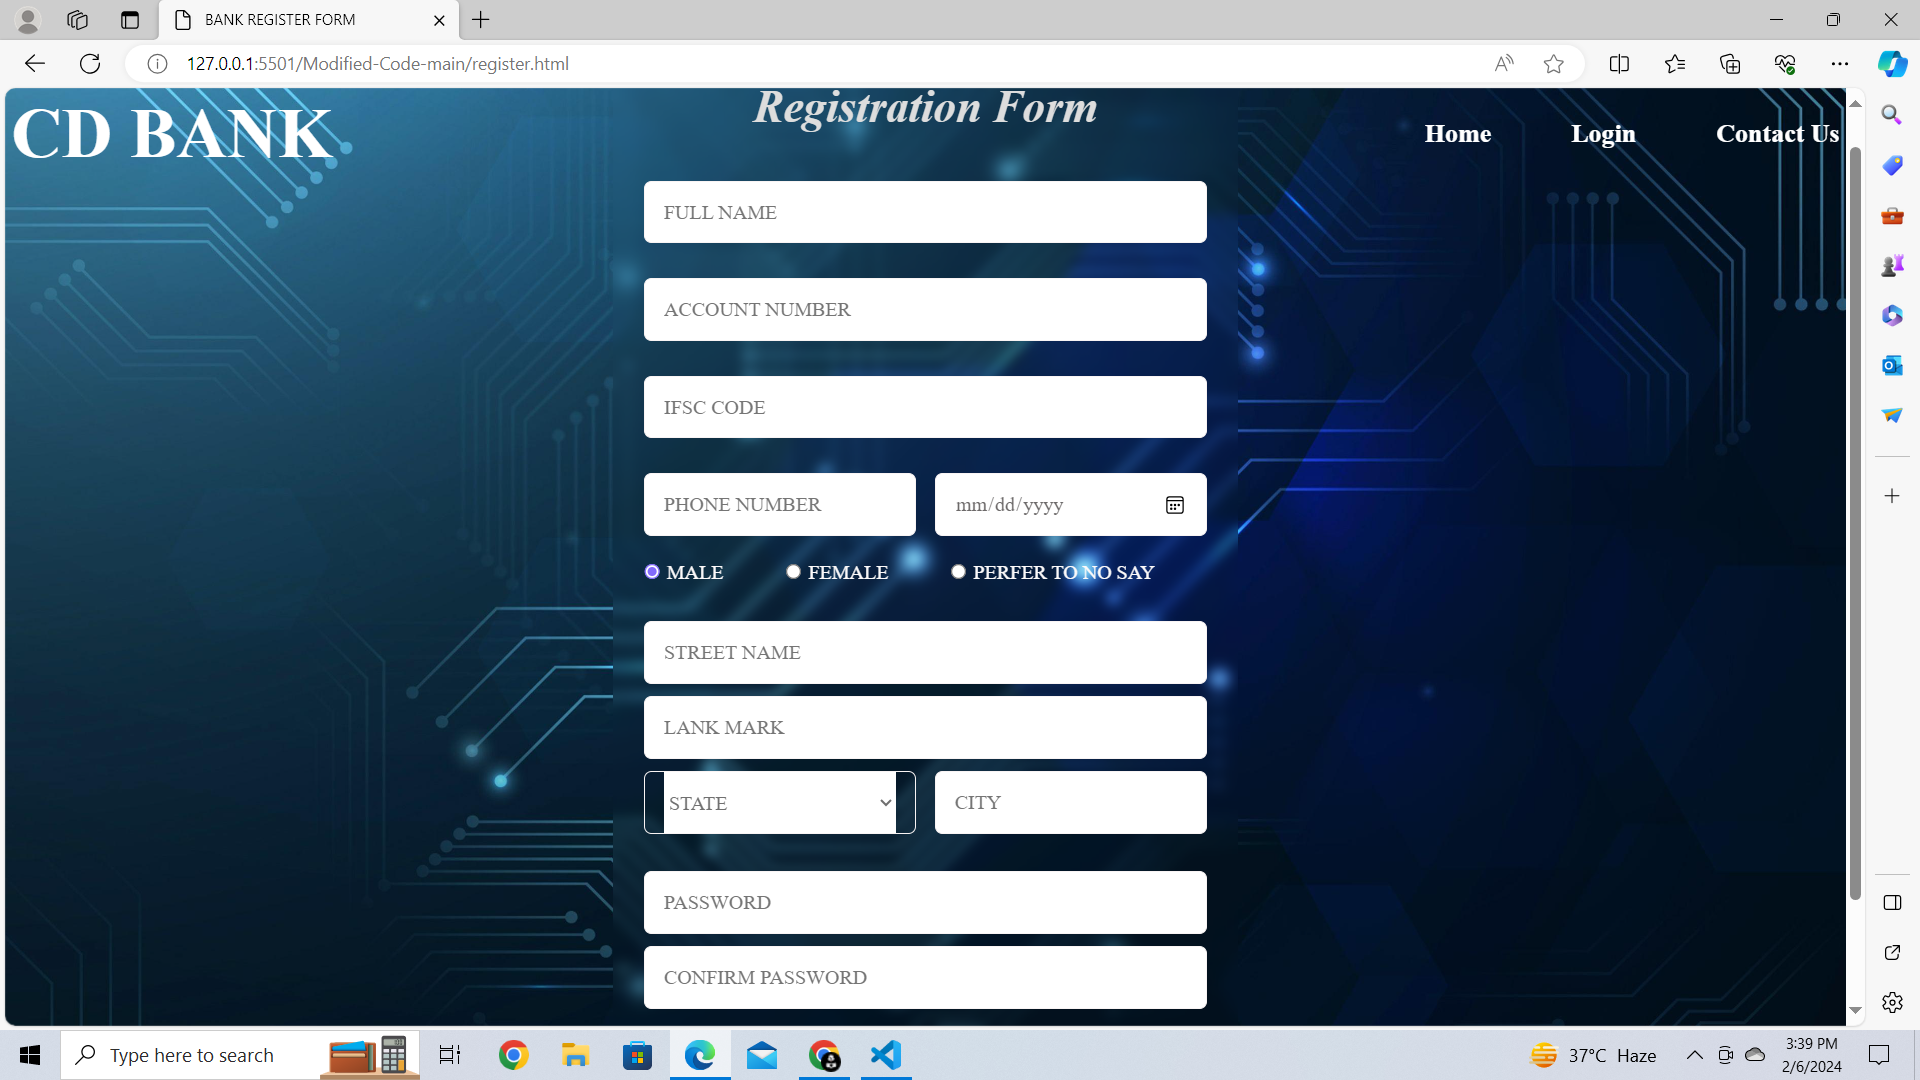 BANK REGISTER FORM
127.0.0.1:5501/Modified-Code-main/register.html
CD BANK
Registration Form
Home
Login
Contact Us
FULL NAME
ACCOUNT NUMBER
IFSC CODE
PHONE NUMBER
mm/dd/yyyy
MALE
FEMALE
PERFER TO NO SAY
STREET NAME
LANK MARK
STATE
CITY
PASSWORD
CONFIRM PASSWORD
Type here to search
37°C Haze
3:39 PM
2/6/2024